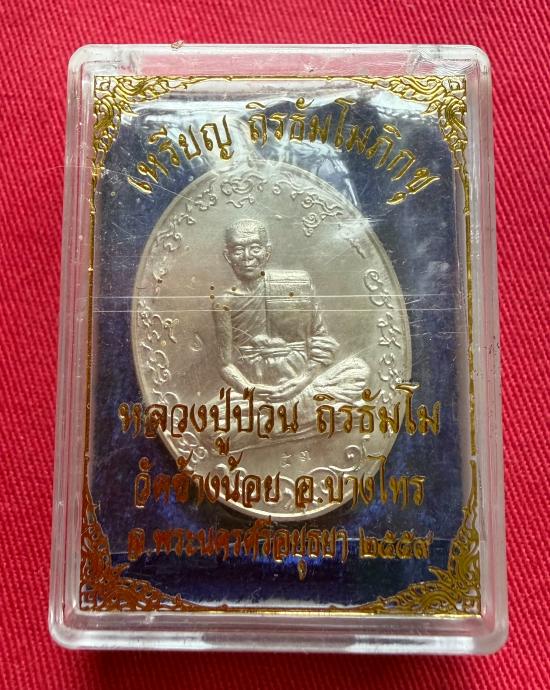 เหรียญ ถิรธัมโมภิกขุ
หลวงปู่ป่วน ถิรธัมโม
วัดช้างน้อย อ.บางไทร
จ.พระนครศรีอยุธยา ๒๕๕๙